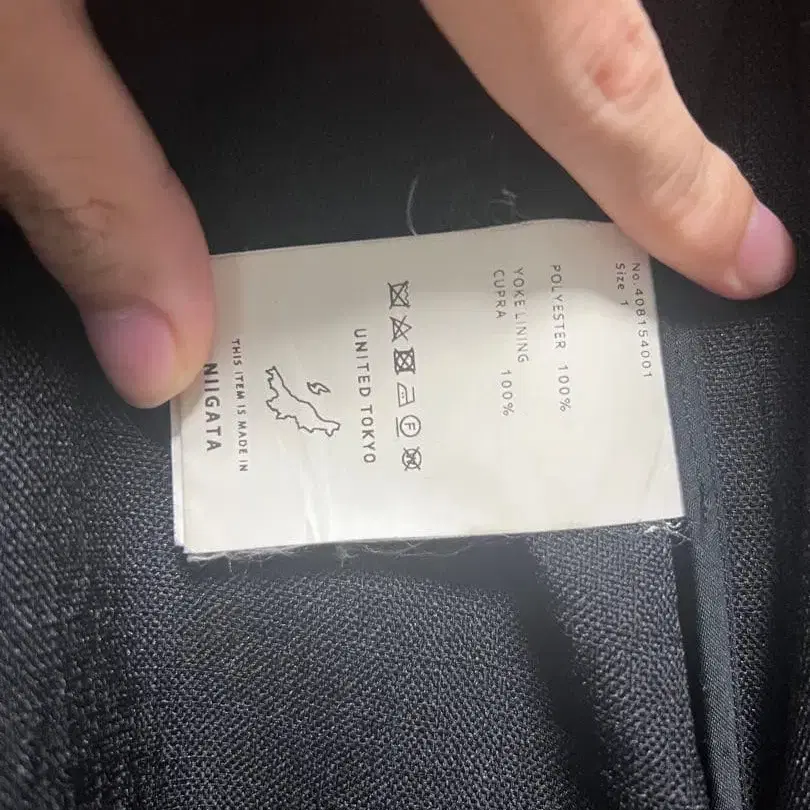 No.408154001
Size 1
POLYESTER 100%
YOKE LINING
CUPRA 100%
UNITED TOKYO
THIS ITEM IS MADE IN
NIIGATA